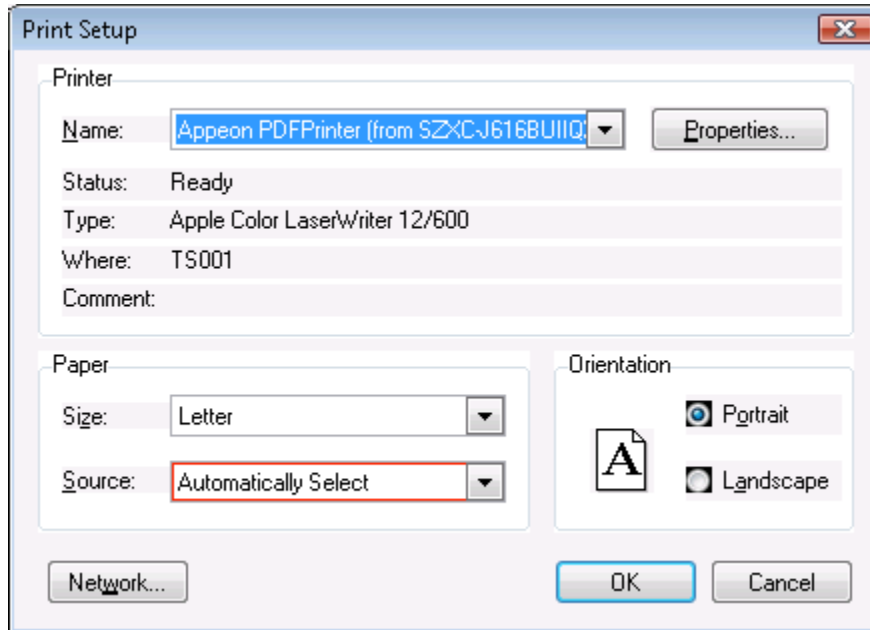 Print Setup
Printer
Name: Appeon PDFPrinter (from SZXC-J616BUIIQ Properties...
Status: Ready
Type: Apple Color LaserWriter 12/600
Where: TS001
Comment:
Paper
Size: Letter
Source: Automatically Select
Orientation
A
Portrait
Landscape
Network...
OK
Cancel